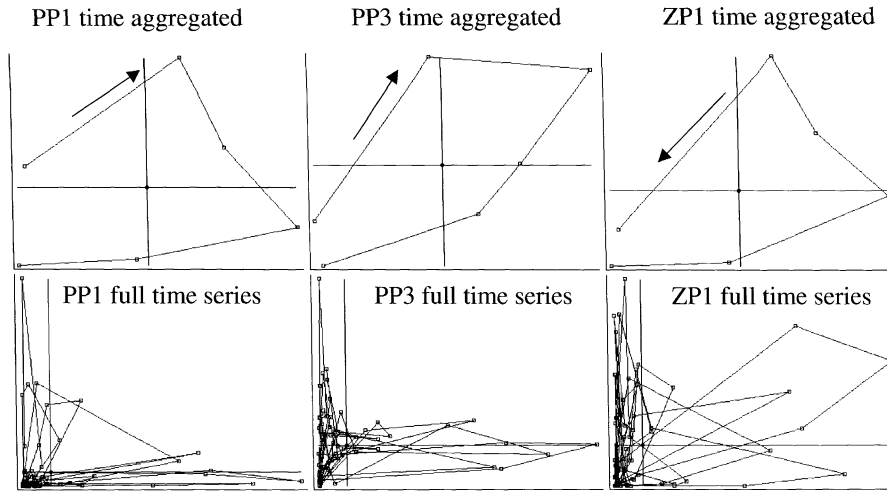 PP1 time aggregated
PP3 time aggregated
ZP1 time aggregated
PP1 full time series
PP3 full time series
ZP1 full time series